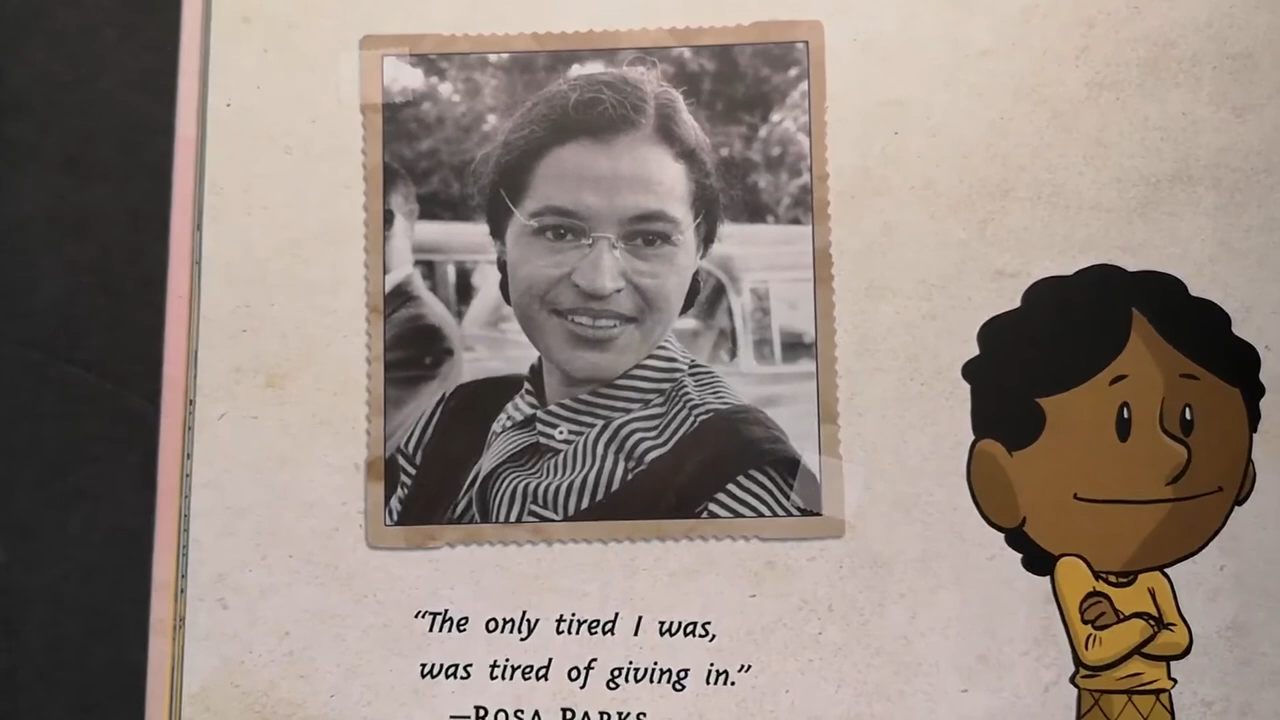 “The only tired I was,
was tired of giving in.”
—ROSA PARKS